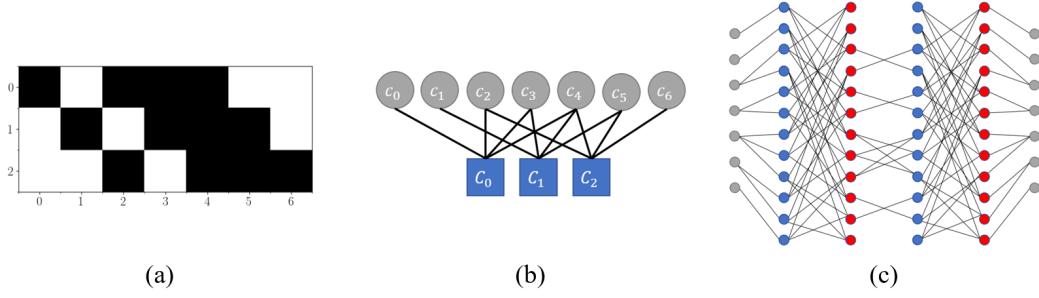 0
1
2
0 1 2 3 4 5 6
c₀ c₁ c₂ c₃ c₄ c₅ c₆
C₀ C₁ C₂
(a) (b) (c)